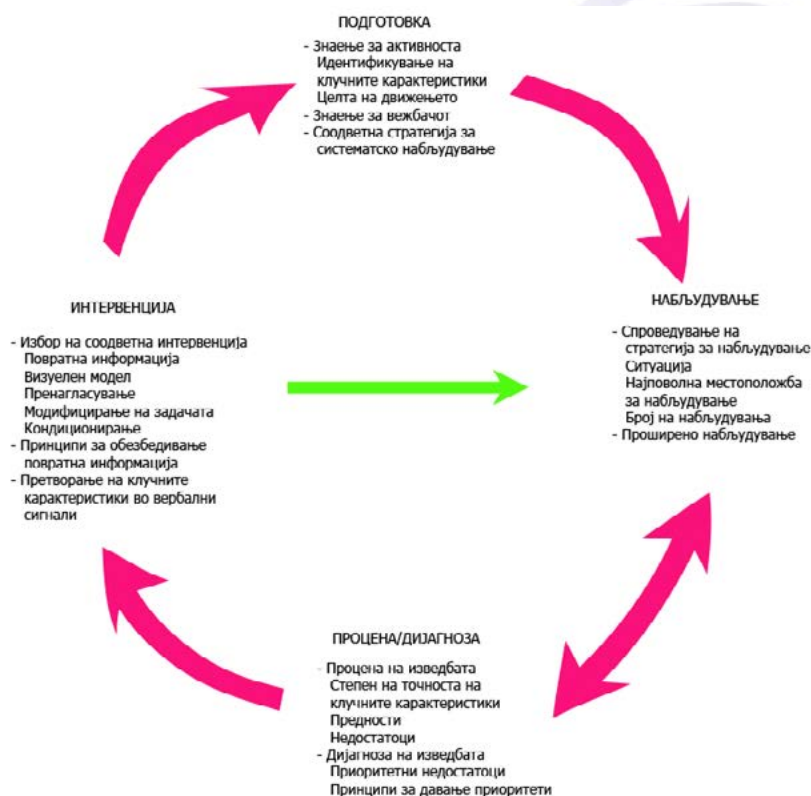 ПОДГОТОВКА
- Знаење за активноста
Идентификување на
клучните карактеристики
Целта на движењето
- Знаење за вежбачот
- Соодветна стратегија за
систематско набљудување
НАБЉУДУВАЊЕ
- Спроведување на
стратегија за набљудување
Ситуација
Најповолна местоположба
за набљудување
Број на набљудувања
- Проширено набљудување
ПРОЦЕНА/ДИЈАГНОЗА
- Процена на изведбата
Степен на точноста на
клучните карактеристики
Предности
Недостатоци
- Дијагноза на изведбата
Приоритетни недостатоци
Принципи за давање приоритети
ИНТЕРВЕНЦИЈА
- Избор на соодветна интервенција
Повратна информација
Визуелен модел
Пренагласување
Модифицирање на задачата
Кондиционирање
- Принципи за обезбедивање
повратна информација
- Претворање на клучните
карактеристики во вербални
сигнали